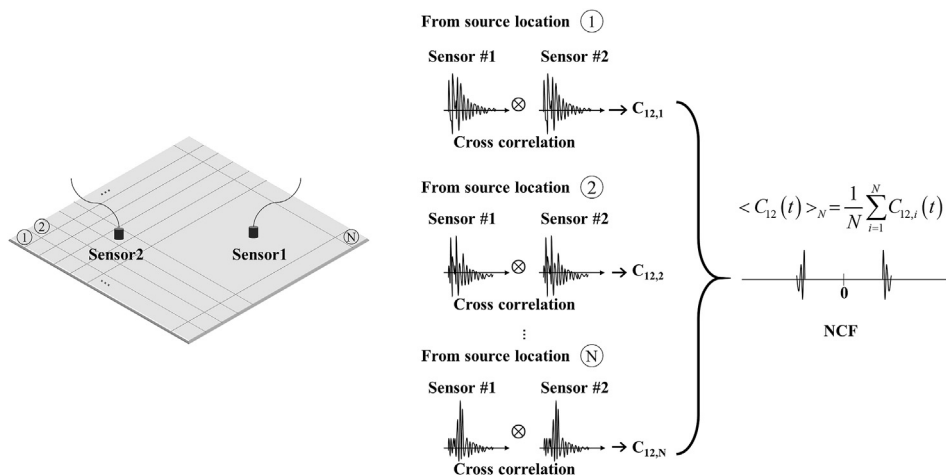 ...
①
②
Sensor2
Sensor1
Ⓝ
...
From source location ①
Sensor #1 Sensor #2
⊗ → C₁₂,₁
Cross correlation
From source location ②
Sensor #1 Sensor #2
⊗ → C₁₂,₂
Cross correlation
⋮
From source location Ⓝ
Sensor #1 Sensor #2
⊗ → C₁₂,N
Cross correlation
< C₁₂(t) >_N = 1/N ∑_{i=1}^{N} C₁₂,ᵢ(t)
0
NCF